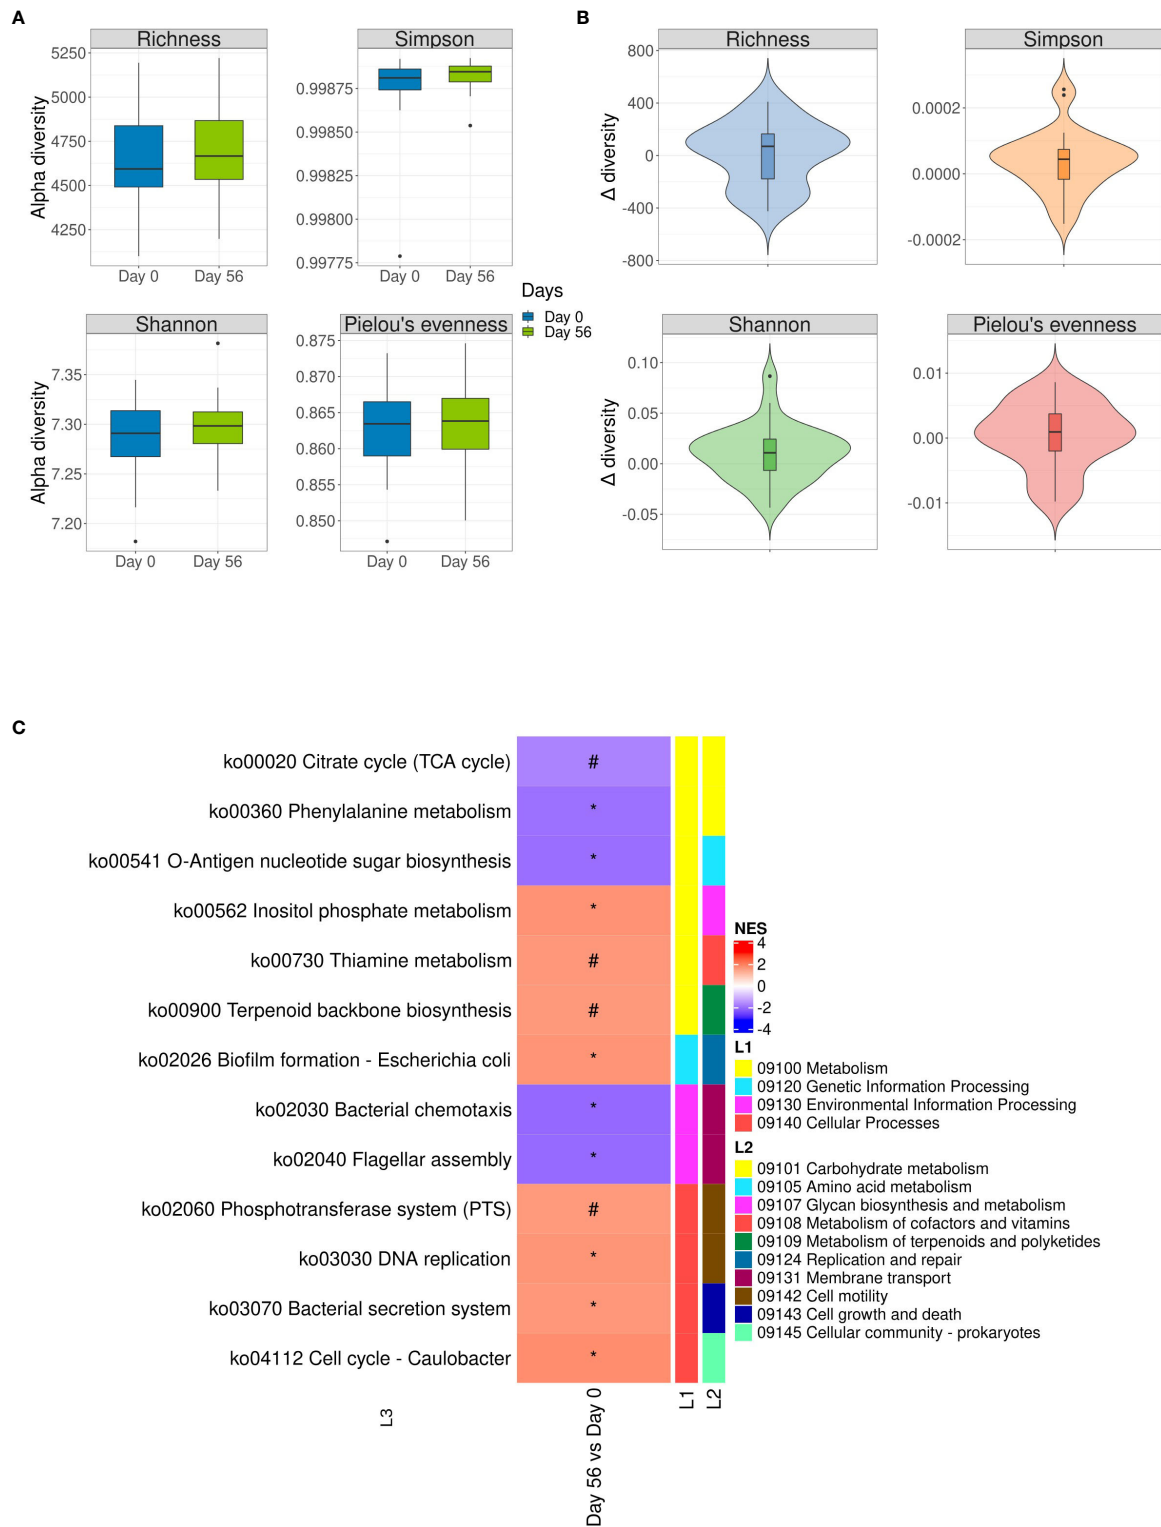 A
B
Richness
Simpson
Richness
Simpson
Alpha diversity
5250
5000
4750
4500
4250
0.99875
0.99850
0.99825
0.99800
0.99775
Day 0
Day 56
Day 0
Day 56
Δ diversity
800
400
0
-400
-800
0.0002
0.0000
-0.0002
Days
Day 0
Day 56
Shannon
Pielou's evenness
Shannon
Pielou's evenness
Alpha diversity
7.35
7.30
7.25
7.20
0.875
0.870
0.865
0.860
0.855
0.850
Day 0
Day 56
Day 0
Day 56
Δ diversity
0.10
0.05
0.00
-0.05
0.01
0.00
-0.01
C
ko00020 Citrate cycle (TCA cycle)
#
ko00360 Phenylalanine metabolism
*
ko00541 O-Antigen nucleotide sugar biosynthesis
*
ko00562 Inositol phosphate metabolism
*
ko00730 Thiamine metabolism
#
ko00900 Terpenoid backbone biosynthesis
#
ko02026 Biofilm formation - Escherichia coli
*
ko02030 Bacterial chemotaxis
*
ko02040 Flagellar assembly
*
ko02060 Phosphotransferase system (PTS)
#
ko03030 DNA replication
*
ko03070 Bacterial secretion system
*
ko04112 Cell cycle - Caulobacter
*
L3
Day 56 vs Day 0
L1
L2
NES
4
2
0
-2
-4
L1
09100 Metabolism
09120 Genetic Information Processing
09130 Environmental Information Processing
09140 Cellular Processes
L2
09101 Carbohydrate metabolism
09105 Amino acid metabolism
09107 Glycan biosynthesis and metabolism
09108 Metabolism of cofactors and vitamins
09109 Metabolism of terpenoids and polyketides
09124 Replication and repair
09131 Membrane transport
09142 Cell motility
09143 Cell growth and death
09145 Cellular community - prokaryotes